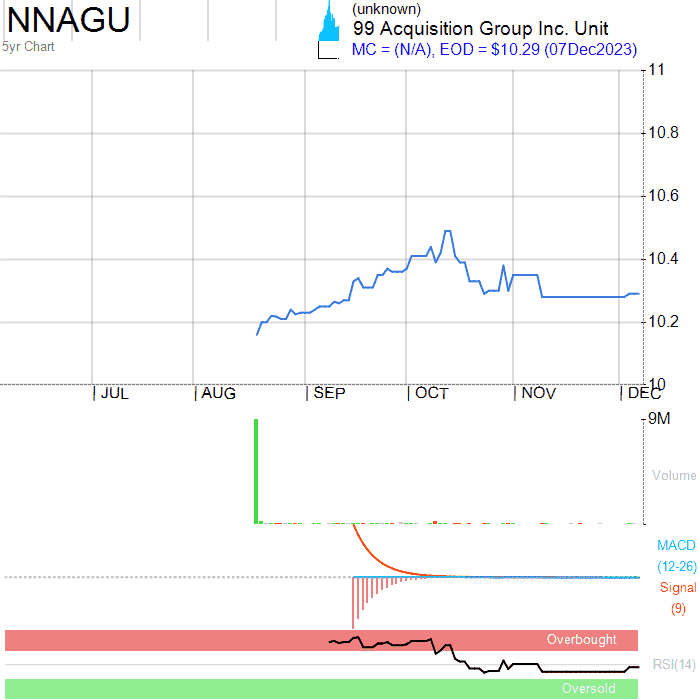 NNAGU
5yr Chart
(unknown)
99 Acquisition Group Inc. Unit
MC = (N/A), EOD = $10.29 (07Dec2023)
11
10.8
10.6
10.4
10.2
10
JUL
AUG
SEP
OCT
NOV
DEC
9M
Volume
MACD
(12-26)
Signal
(9)
Overbought
RSI(14)
Oversold